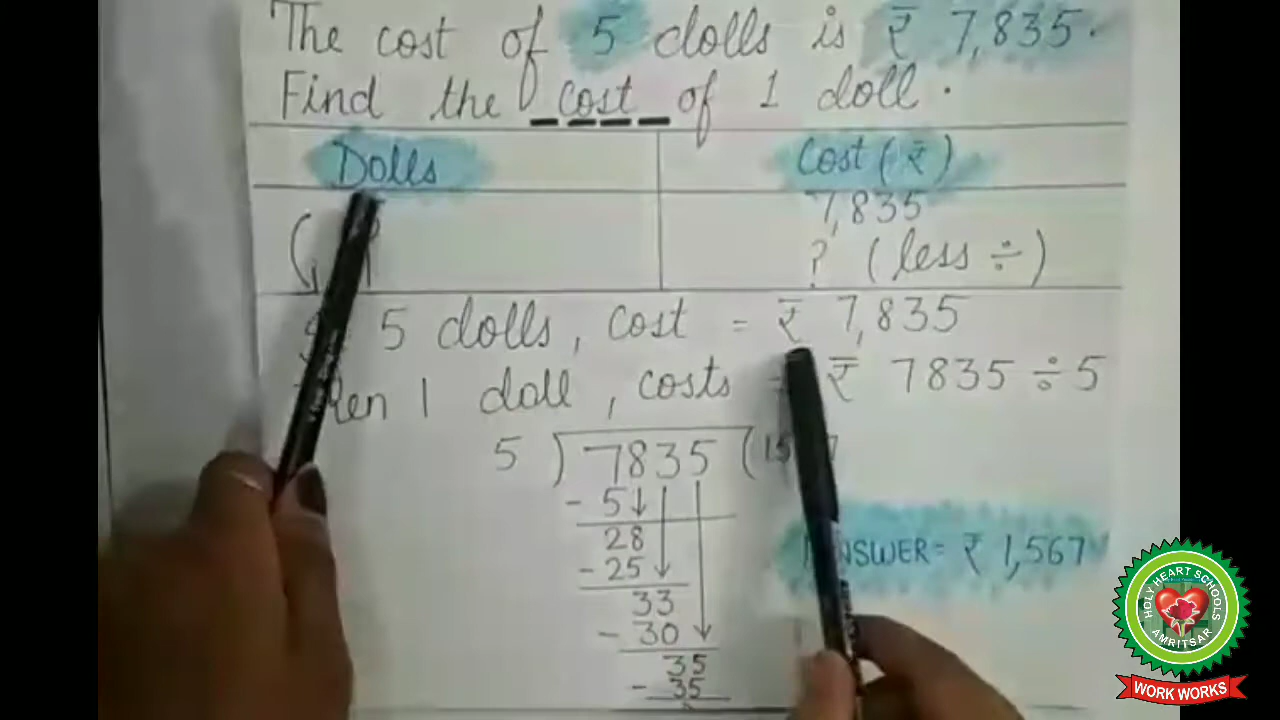 The cost of 5 dolls is ₹ 7,835.
Find the cost of 1 doll.
Dolls Cost (₹)
7,835
? (less ÷)
5 dolls, cost = ₹ 7,835
1 doll, costs = ₹ 7835 ÷ 5
5 ) 7835 (
- 5
28
- 25
33
- 30
35
- 35
ANSWER = ₹ 1,567
HOLY HEART SCHOOLS
AMRITSAR
WORK WORKS